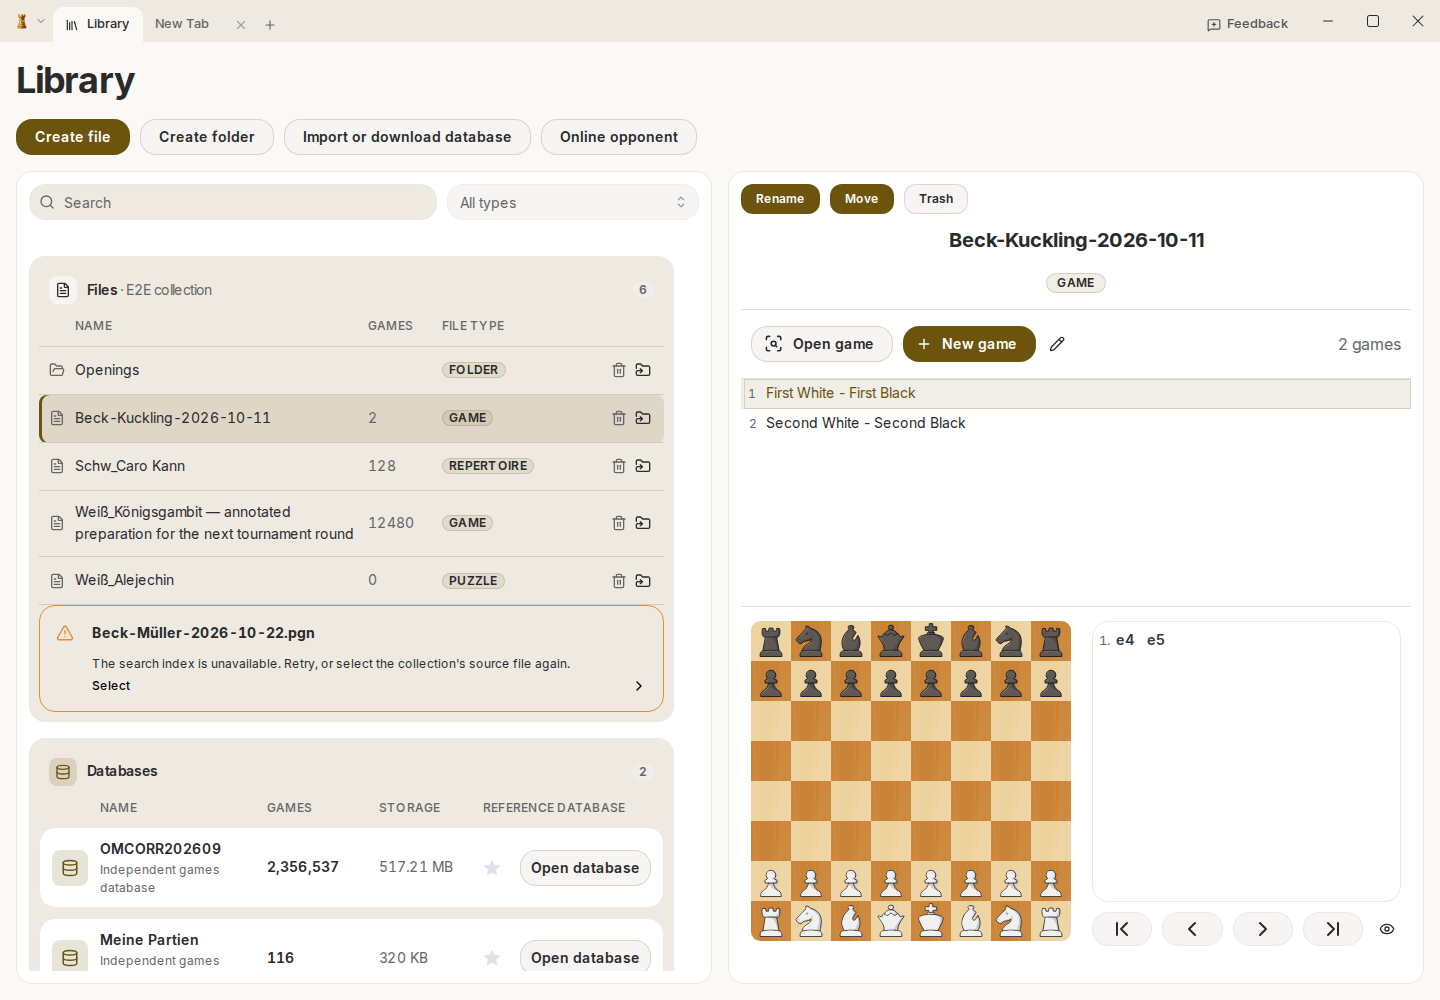 Library
New Tab
Feedback
Library
Create file
Create folder
Import or download database
Online opponent
Search
All types
Files · E2E collection
6
NAME GAMES FILE TYPE
Openings FOLDER
Beck-Kuckling-2026-10-11 2 GAME
Schw_Caro Kann 128 REPERTOIRE
Weiß_Königsgambit — annotated
preparation for the next tournament round 12480 GAME
Weiß_Alejechin 0 PUZZLE
Beck-Müller-2026-10-22.pgn
The search index is unavailable. Retry, or select the collection's source file again.
Select
Databases
2
NAME GAMES STORAGE REFERENCE DATABASE
OMCORR202609
Independent games
database
2,356,537 517.21 MB Open database
Meine Partien
Independent games
116 320 KB Open database
Rename
Move
Trash
Beck-Kuckling-2026-10-11
GAME
Open game
New game
2 games
1 First White - First Black
2 Second White - Second Black
1. e4 e5